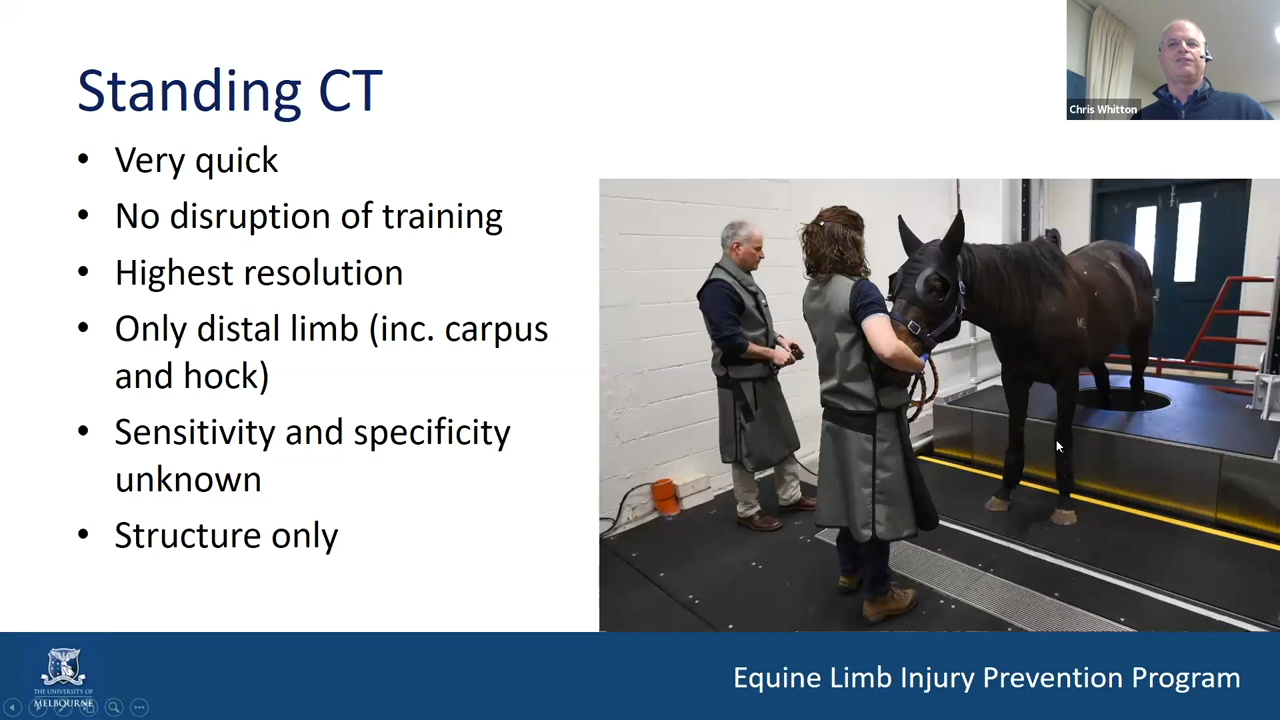 Standing CT
• Very quick
• No disruption of training
• Highest resolution
• Only distal limb (inc. carpus
and hock)
• Sensitivity and specificity
unknown
• Structure only
Chris Whitton
THE UNIVERSITY OF
MELBOURNE
Equine Limb Injury Prevention Program